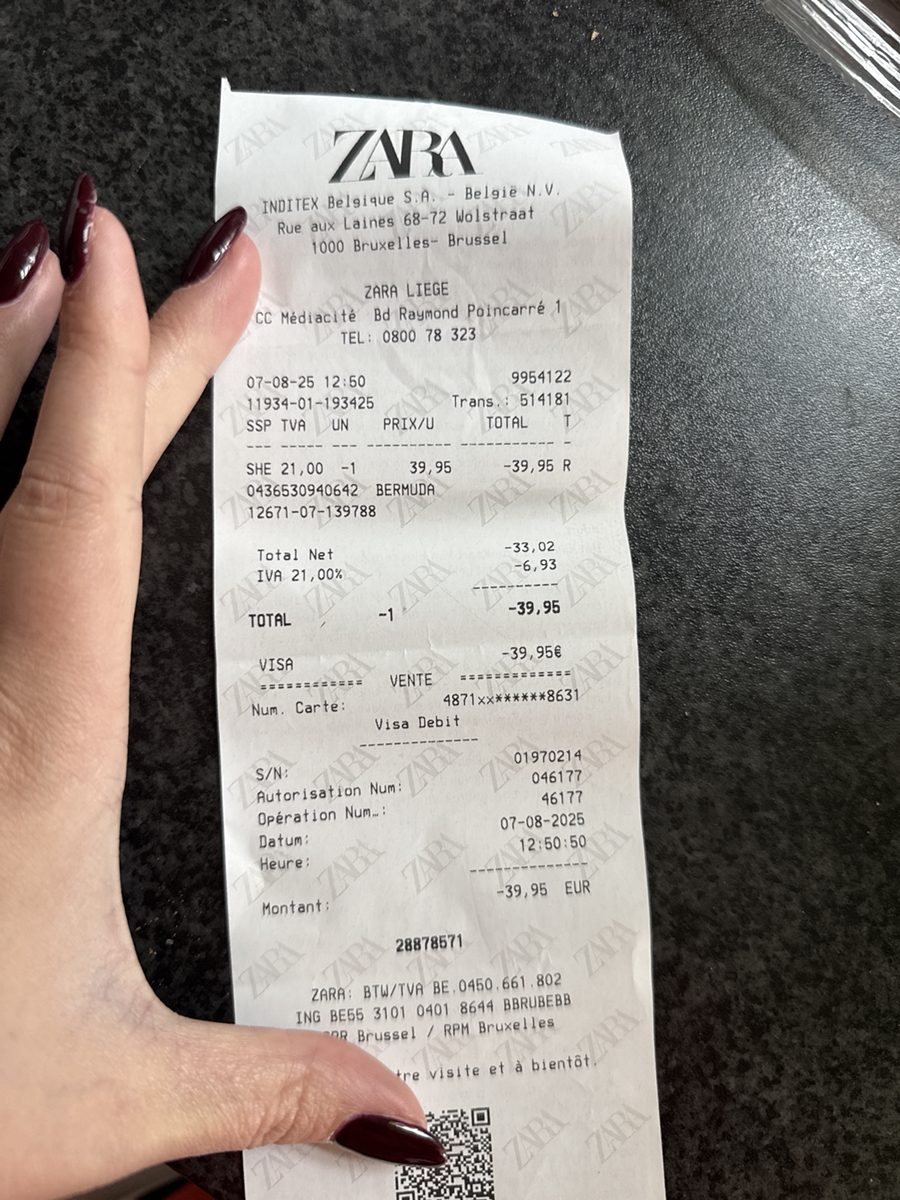 ZARA
INDITEX Belgique S.A. - België N.V.
Rue aux Laines 68-72 Wolstraat
1000 Bruxelles- Brussel
ZARA LIEGE
CC Médiacité Bd Raymond Poincarré 1
TEL: 0800 78 323
07-08-25 12:50 9954122
11934-01-193425 Trans.: 514181
SSP TVA UN PRIX/U TOTAL T
--- --- --- ---------- ----------- -
SHE 21,00 -1 39,95 -39,95 R
0436530940642 BERMUDA
12671-07-139788
Total Net -33,02
IVA 21,00% -6,93
----------
TOTAL -1 -39,95
VISA -39,95€
============ VENTE =============
Num. Carte: 4871xx******8631
Visa Debit
--------------
S/N: 01970214
Autorisation Num: 046177
Opération Num…: 46177
Datum: 07-08-2025
Heure: 12:50:50
--------------
Montant: -39,95 EUR
28878571
ZARA: BTW/TVA BE.0450.661.802
ING BE55 3101 0401 8644 BBRUBEBB
Brussel / RPM Bruxelles
visite et à bientôt.